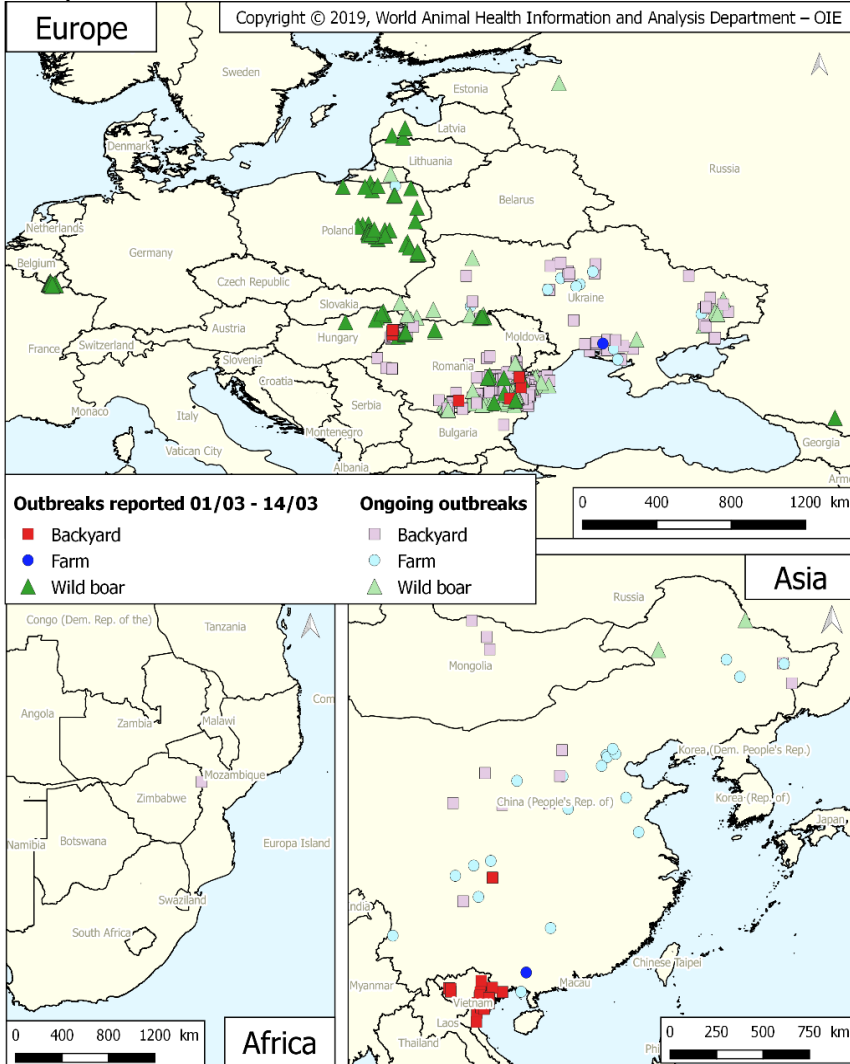 Europe
Copyright © 2019, World Animal Health Information and Analysis Department – OIE
Sweden
Estonia
Latvia
Denmark
Lithuania
Russia
Belarus
Netherlands
Poland
Germany
Belgium
Czech Republic
Ukraine
Slovakia
Austria
Moldova
France
Switzerland
Hungary
Slovenia
Romania
Croatia
Monaco
Italy
Serbia
Montenegro
Bulgaria
Georgia
Vatican City
Albania
Arme
Outbreaks reported 01/03 - 14/03
Backyard
Farm
Wild boar
Ongoing outbreaks
Backyard
Farm
Wild boar
0 400 800 1200 km
Congo (Dem. Rep. of the)
Tanzania
Com
Angola
Zambia
Malawi
Mozambique
Zimbabwe
Namibia
Botswana
Europa Island
Swaziland
South Africa
0 400 800 1200 km
Africa
Asia
Russia
Mongolia
Korea (Dem. People's Rep.)
China (People's Rep. of)
Korea (Rep. of)
Japan
India
Chinese Taipei
Myanmar
Macau
Vietnam
Laos
Thailand
Phi
0 250 500 750 km